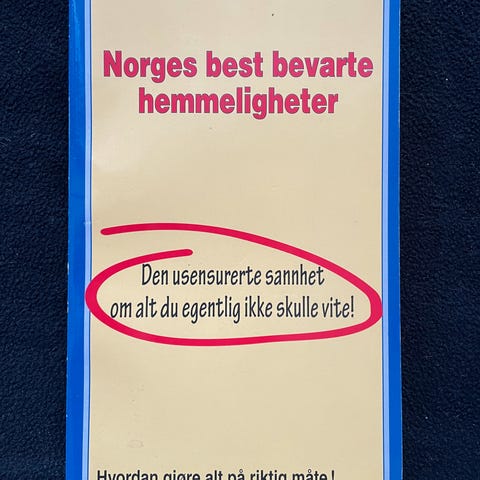 Norges best bevarte
hemmeligheter
Den usensurerte sannhet
om alt du egentlig ikke skulle vite!
Hvordan gjøre alt på riktig måte!